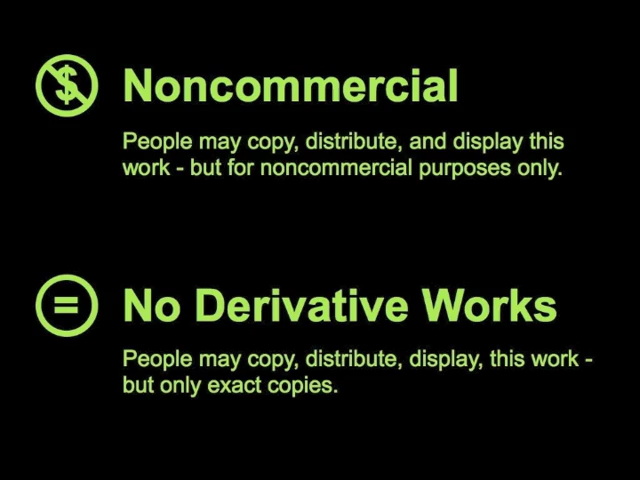 $
Noncommercial
People may copy, distribute, and display this
work - but for noncommercial purposes only.
=
No Derivative Works
People may copy, distribute, display, this work -
but only exact copies.